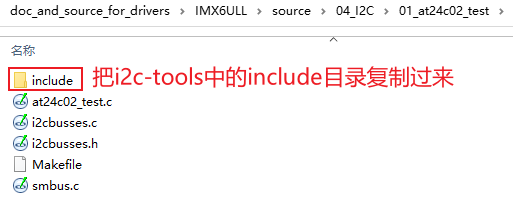 doc_and_source_for_drivers > IMX6ULL > source > 04_I2C > 01_at24c02_test >
名称
include 把i2c-tools中的include目录复制过来
at24c02_test.c
i2cbusses.c
i2cbusses.h
Makefile
smbus.c